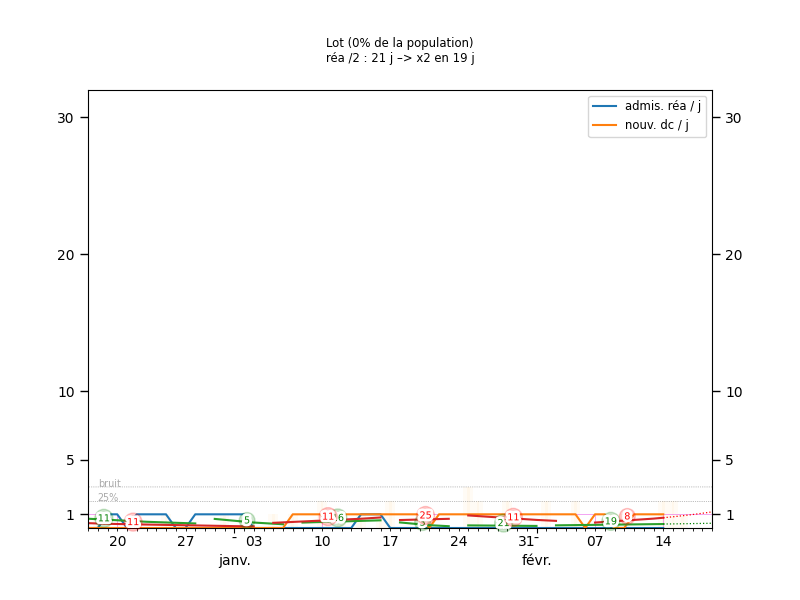 Lot (0% de la population)
réa /2 : 21 j –> x2 en 19 j
admis. réa / j
nouv. dc / j
30 30
20 20
10 10
5 5
bruit
25%
1 1
11 11 5 11 6 25 21 11 19 8
20 27 - 03 10 17 24 31- 07 14
janv. févr.